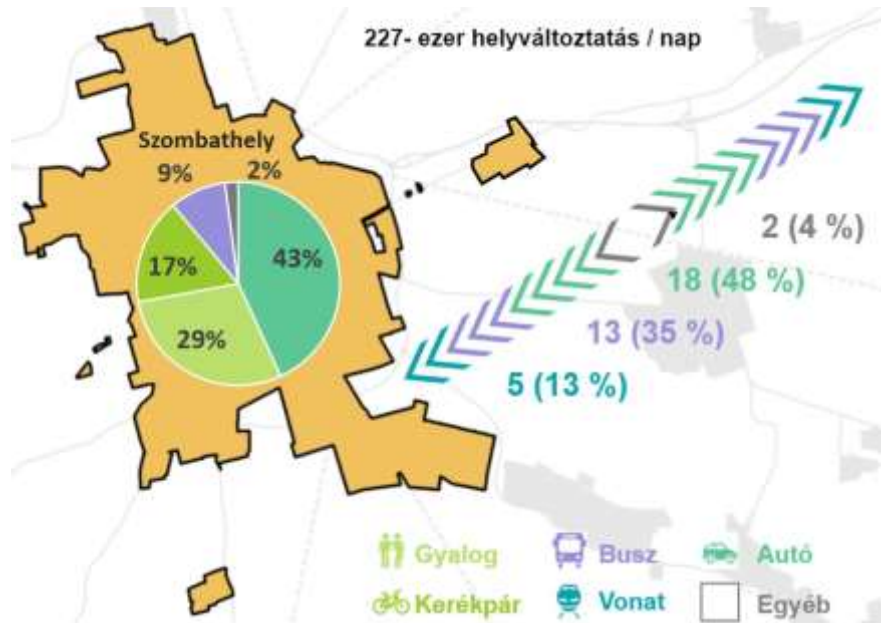 227- ezer helyváltoztatás / nap
Szombathely
9%
2%
43%
17%
29%
2 (4 %)
18 (48 %)
13 (35 %)
5 (13 %)
Gyalog
Busz
Autó
Kerékpár
Vonat
Egyéb